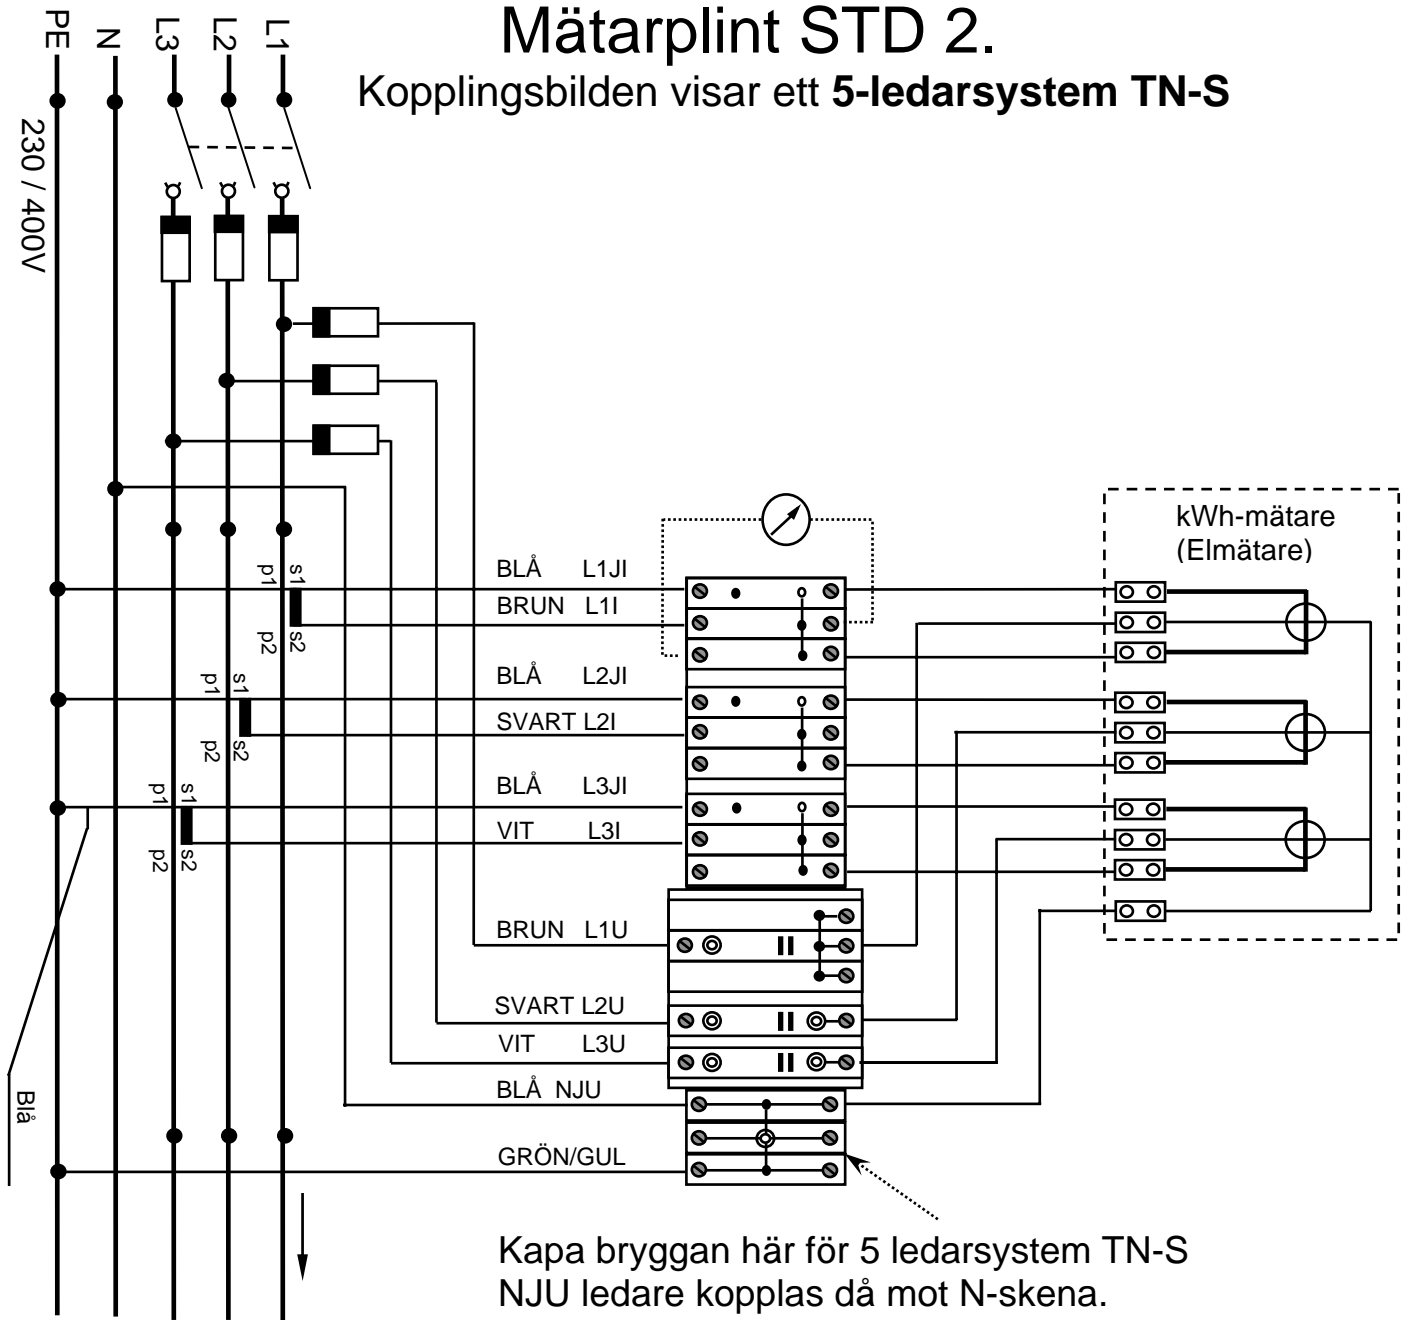 Mätarplint STD 2.
Kopplingsbilden visar ett 5-ledarsystem TN-S
PE
N
L3
L2
L1
230 / 400V
kWh-mätare
(Elmätare)
p1 s1
p2 s2
BLÅ L1JI
BRUN L1I
p1 s1
p2 s2
BLÅ L2JI
SVART L2I
p1 s1
p2 s2
BLÅ L3JI
VIT L3I
BRUN L1U
SVART L2U
VIT L3U
BLÅ NJU
Blå
GRÖN/GUL
Kapa bryggan här för 5 ledarsystem TN-S
NJU ledare kopplas då mot N-skena.